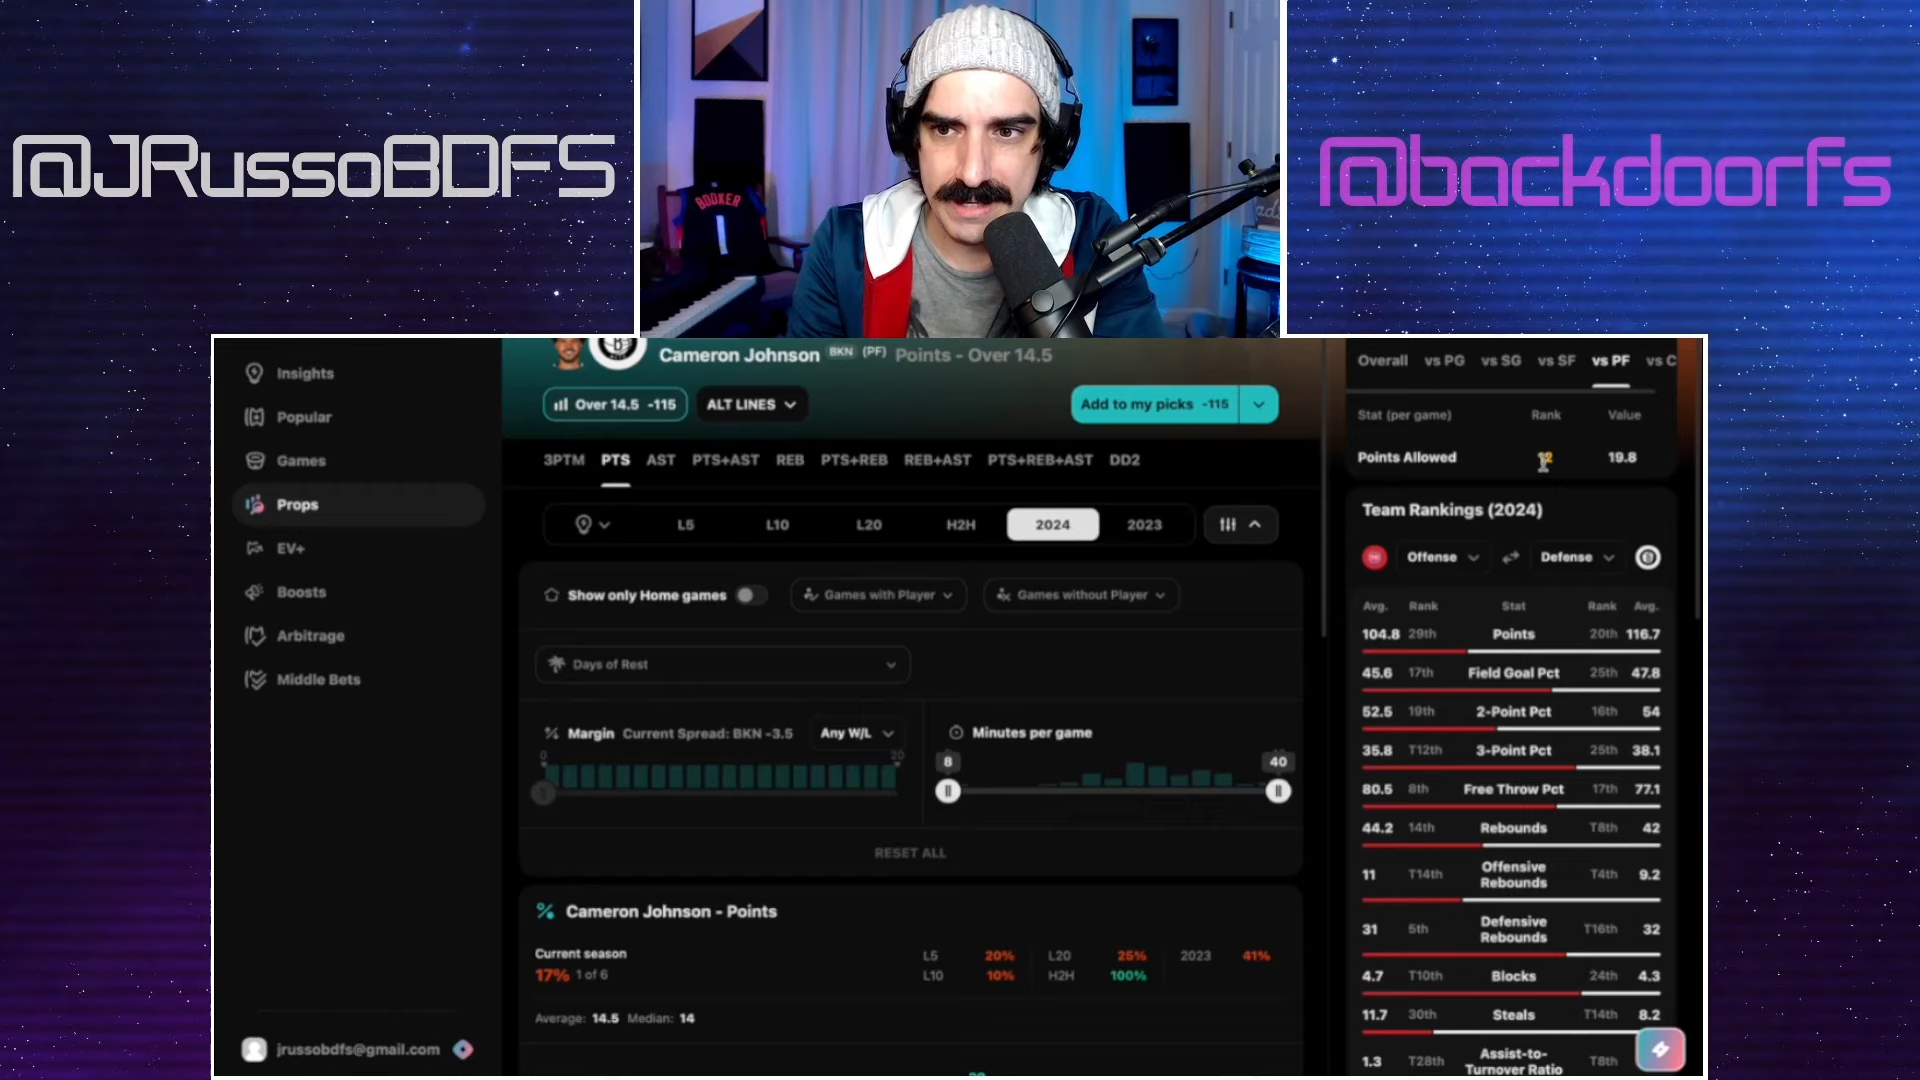 @JRussoBDFS
BOOKER
1
@backdoorfs
Insights
Popular
Games
Props
EV+
Boosts
Arbitrage
Middle Bets
jrussobdfs@gmail.com
Cameron Johnson BKN (PF) Points - Over 14.5
Over 14.5 -115
ALT LINES
Add to my picks -115
3PTM PTS AST PTS+AST REB PTS+REB REB+AST PTS+REB+AST DD2
L5 L10 L20 H2H 2024 2023
Show only Home games
Games with Player
Games without Player
Days of Rest
Margin Current Spread: BKN -3.5 Any W/L
0 20
Minutes per game
8 40
RESET ALL
Cameron Johnson - Points
Current season
17% 1 of 6
L5 20% L20 25% 2023 41%
L10 10% H2H 100%
Average: 14.5 Median: 14
Overall vs PG vs SG vs SF vs PF vs C
Stat (per game) Rank Value
Points Allowed 19.8
Team Rankings (2024)
Offense Defense
Avg. Rank Stat Rank Avg.
104.8 29th Points 20th 116.7
45.6 17th Field Goal Pct 25th 47.8
52.5 19th 2-Point Pct 16th 54
35.8 T12th 3-Point Pct 25th 38.1
80.5 8th Free Throw Pct 17th 77.1
44.2 14th Rebounds T8th 42
11 T14th Offensive Rebounds T4th 9.2
31 5th Defensive Rebounds T16th 32
4.7 T10th Blocks 24th 4.3
11.7 30th Steals T14th 8.2
1.3 T28th Assist-to-Turnover Ratio T8th